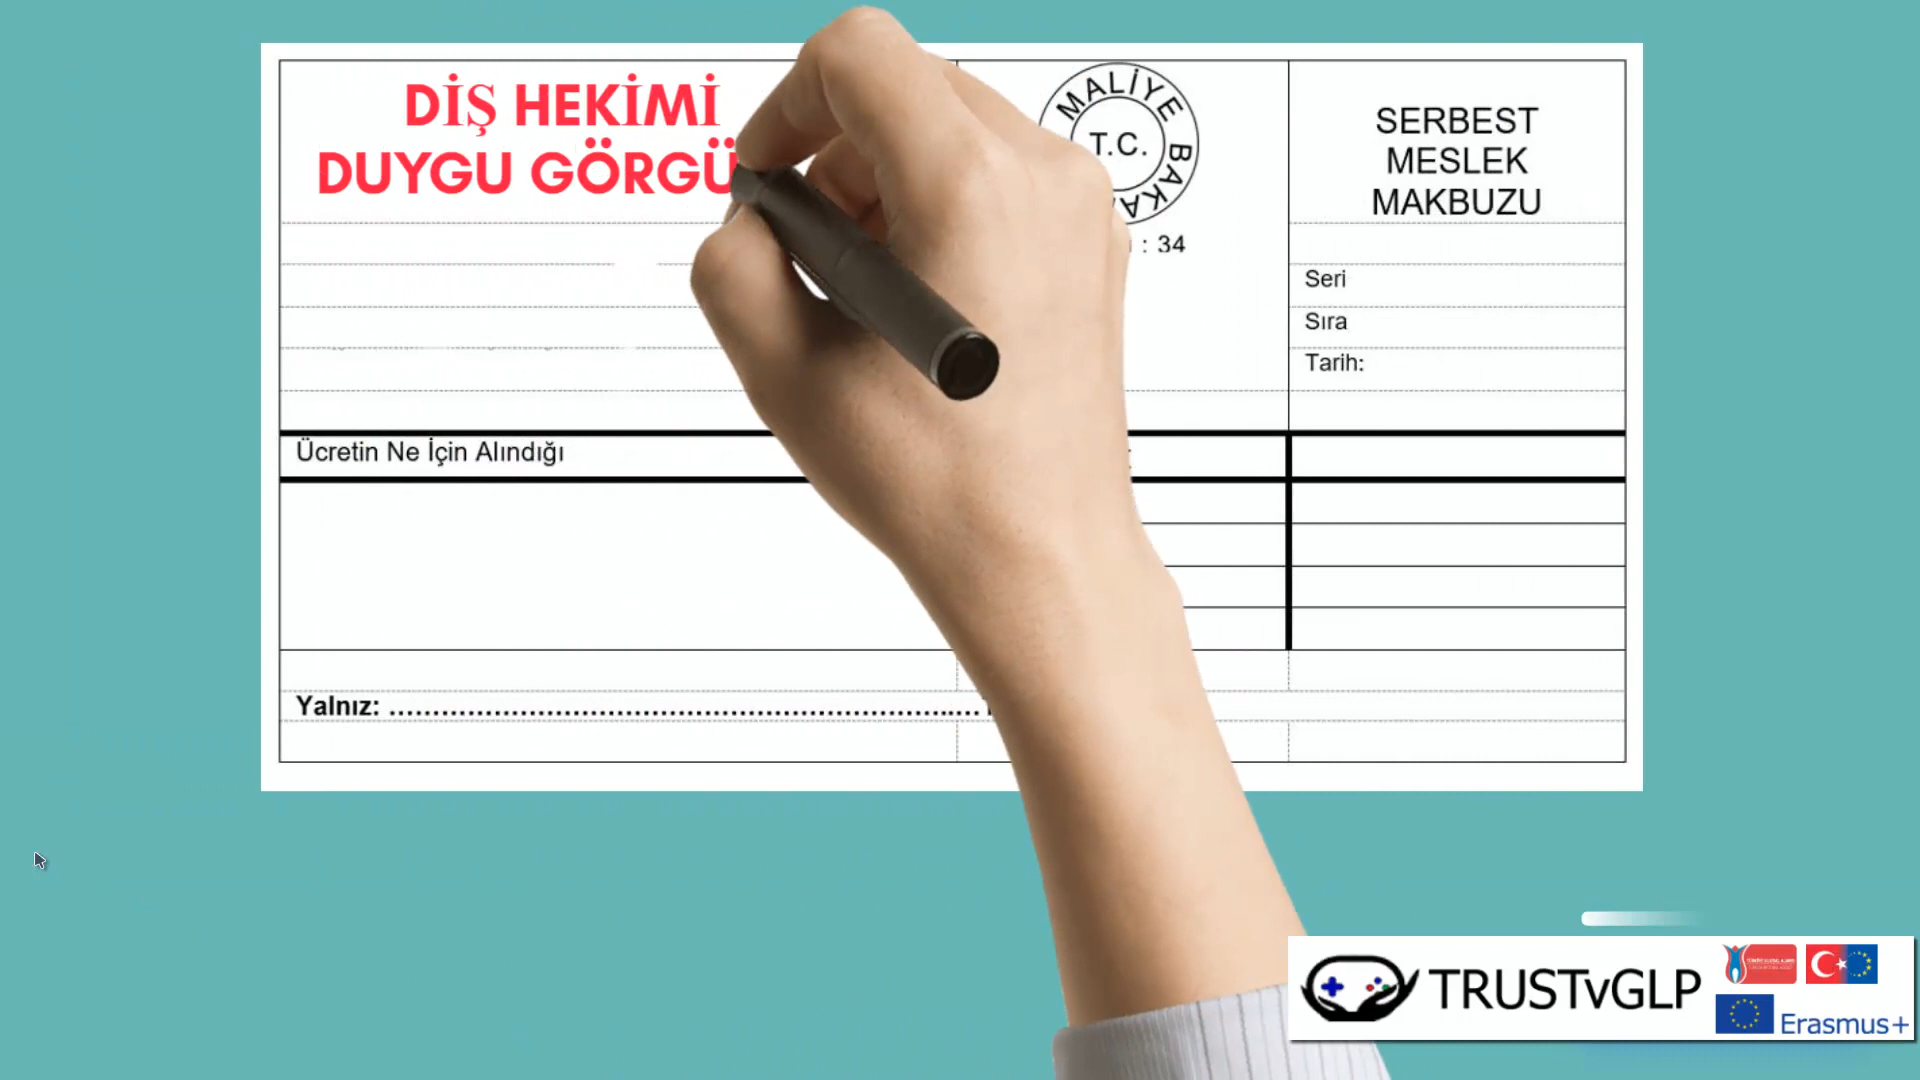 DİŞ HEKİMİ
DUYGU GÖRGÜ
MALİYE BAKA
T.C.
: 34
SERBEST
MESLEK
MAKBUZU
Seri
Sıra
Tarih:
Ücretin Ne İçin Alındığı
Yalnız: ................................................................
TRUSTvGLP
Erasmus+